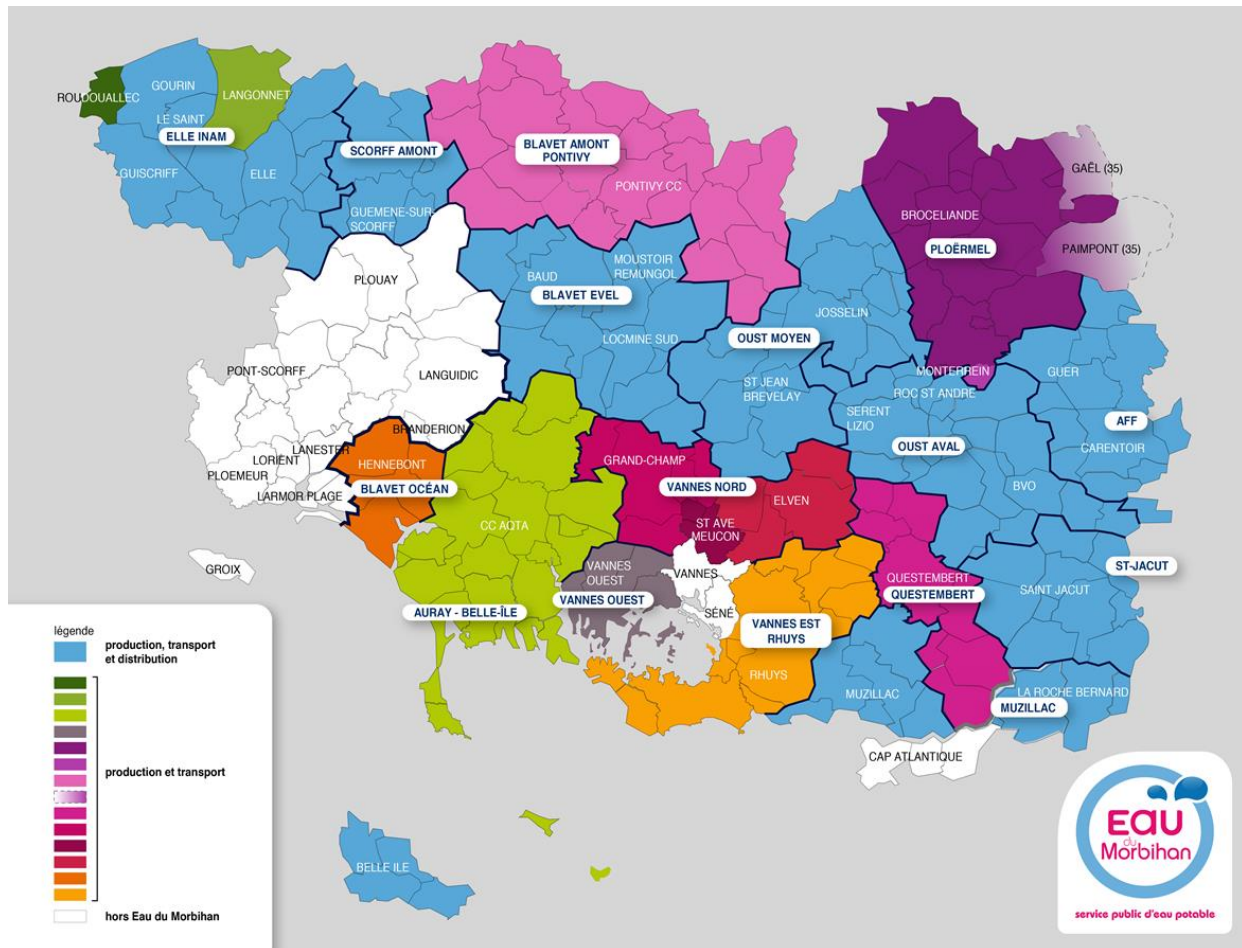 ROUDOUALLEC
GOURIN
LANGONNET
LE SAINT
ELLE INAM
GUISCRIFF
ELLE
SCORFF AMONT
GUEMENE-SUR-
SCORFF
BLAVET AMONT
PONTIVY
PONTIVY CC
GAËL (35)
BROCELIANDE
PLOËRMEL
PAIMPONT (35)
PLOUAY
BAUD
MOUSTOIR
REMUNGOL
BLAVET EVEL
LOCMINE SUD
JOSSELIN
OUST MOYEN
PONT-SCORFF
LANGUIDIC
MONTERREIN
GUER
ST JEAN
BREVELAY
ROC ST ANDRE
SERENT
LIZIO
AFF
OUST AVAL
CARENTOIR
BRANDERION
LANESTER
LORIENT
PLOEMEUR
LARMOR PLAGE
HENNEBONT
BLAVET OCÉAN
GRAND-CHAMP
VANNES NORD
ELVEN
BVO
CC AQTA
ST AVE
MEUCON
GROIX
VANNES
OUEST
VANNES OUEST
VANNES
SÉNÉ
QUESTEMBERT
QUESTEMBERT
ST-JACUT
SAINT JACUT
AURAY - BELLE-ÎLE
VANNES EST
RHUYS
RHUYS
MUZILLAC
LA ROCHE BERNARD
MUZILLAC
CAP ATLANTIQUE
BELLE ILE
légende
production, transport
et distribution
production et transport
hors Eau du Morbihan
EAU
du
Morbihan
service public d'eau potable